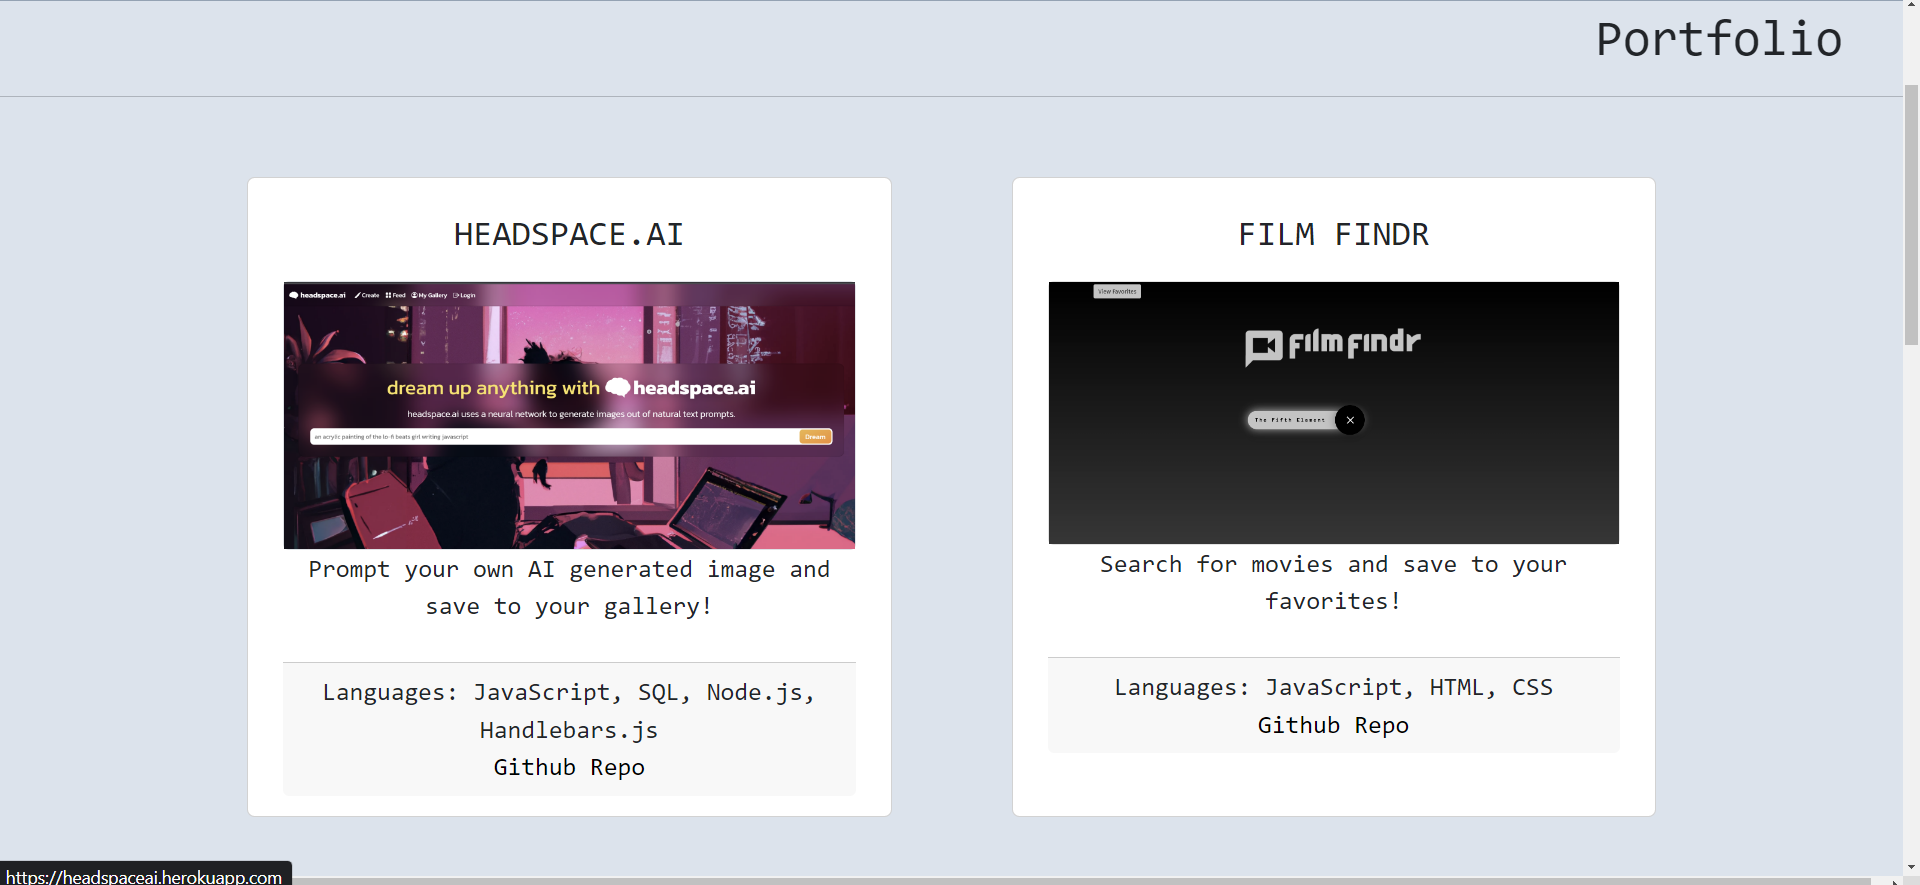 Portfolio
HEADSPACE.AI
headspace.ai Create Feed My Gallery Login
dream up anything with headspace.ai
headspace.ai uses a neural network to generate images out of natural text prompts.
an acrylic painting of the lo-fi beats girl writing javascript Dream
Prompt your own AI generated image and
save to your gallery!
Languages: JavaScript, SQL, Node.js,
Handlebars.js
Github Repo
FILM FINDR
View Favorites
film findr
The Fifth Element
Search for movies and save to your
favorites!
Languages: JavaScript, HTML, CSS
Github Repo
https://headspaceai.herokuapp.com